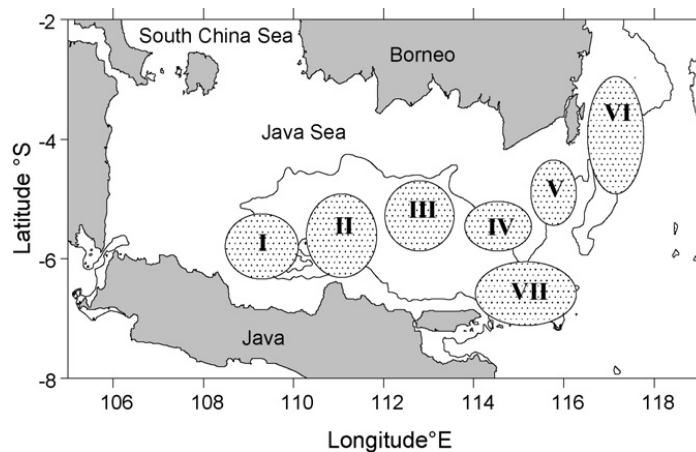 -2
South China Sea
Borneo
VI
-4
Java Sea
V
III
IV
II
I
-6
VII
Java
-8
106 108 110 112 114 116 118
Latitude °S
Longitude°E